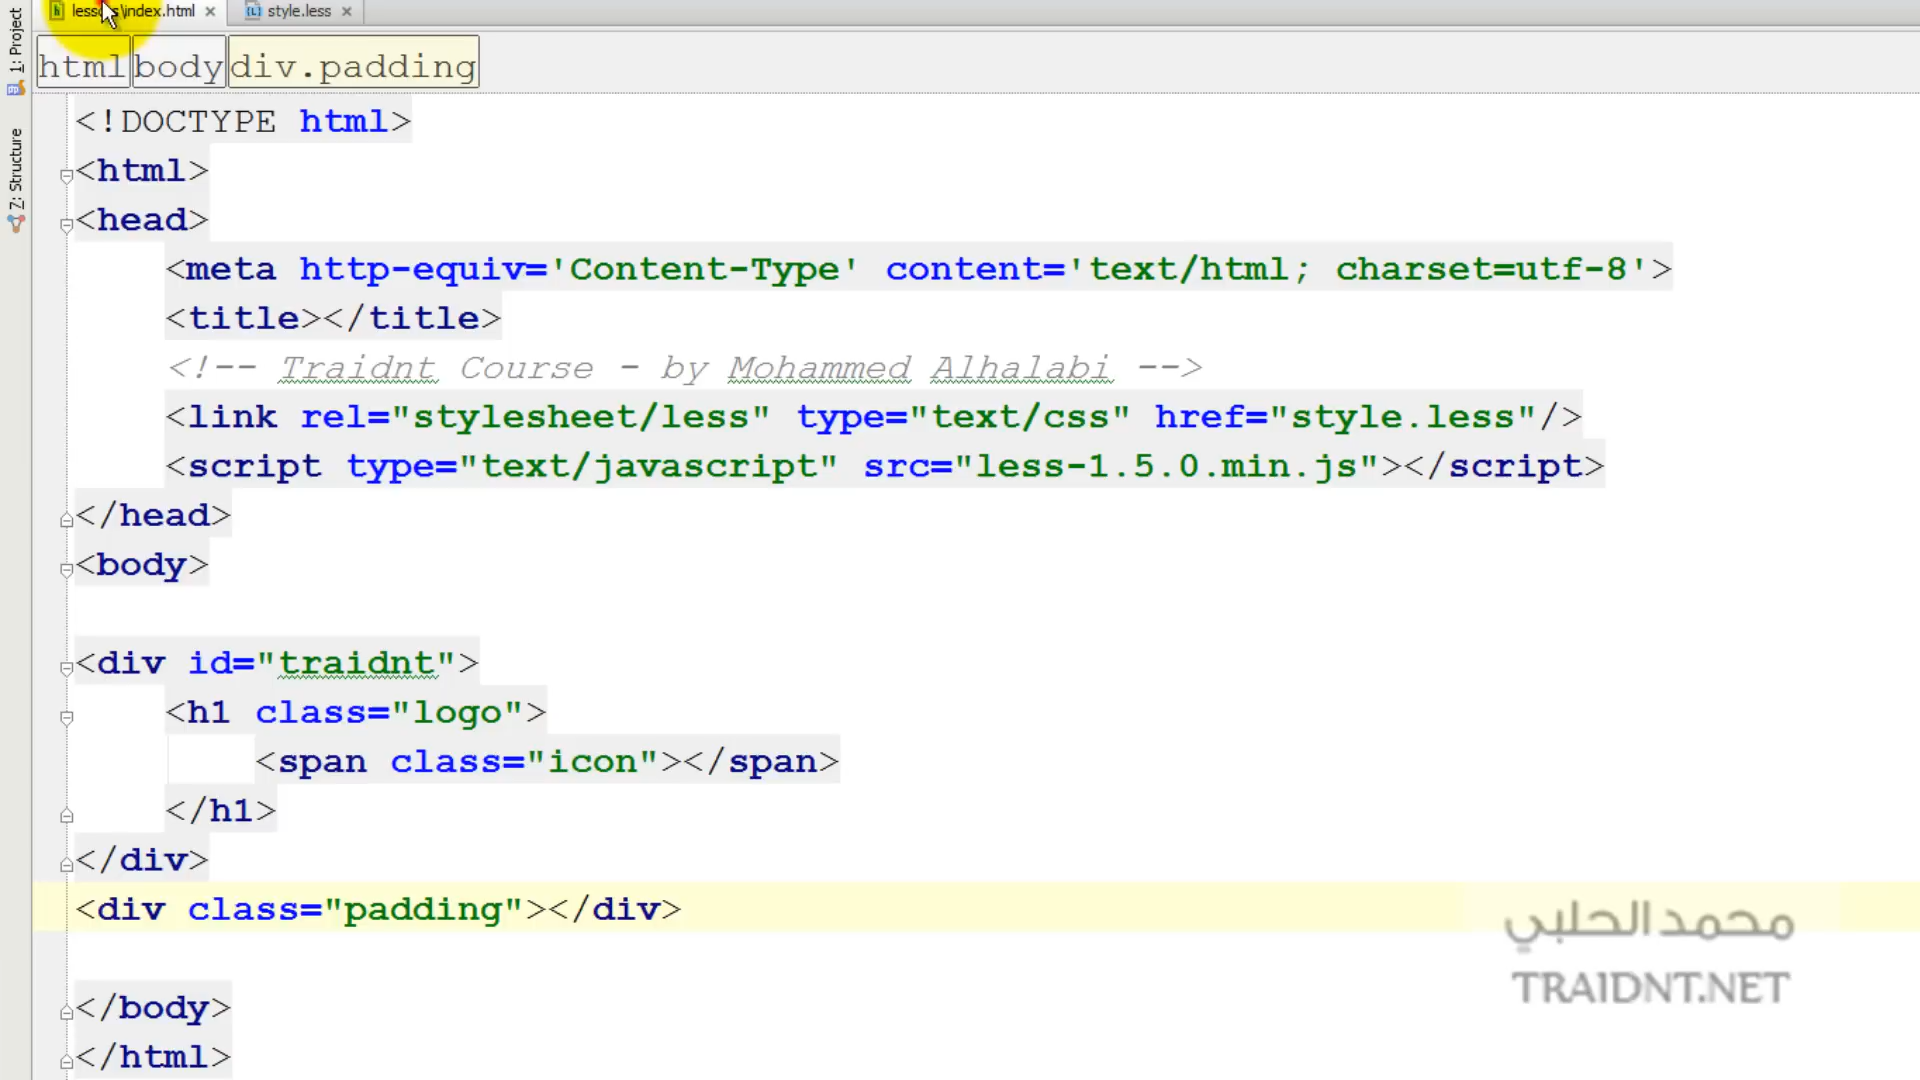 less\index.html
style.less
1: Project
Z: Structure
html body div.padding
<!DOCTYPE html>
<html>
<head>
<meta http-equiv='Content-Type' content='text/html; charset=utf-8'>
<title></title>
<!-- Traidnt Course - by Mohammed Alhalabi -->
<link rel="stylesheet/less" type="text/css" href="style.less"/>
<script type="text/javascript" src="less-1.5.0.min.js"></script>
</head>
<body>
<div id="traidnt">
<h1 class="logo">
<span class="icon"></span>
</h1>
</div>
<div class="padding"></div>
</body>
</html>
محمد الحلبي
TRAIDNT.NET